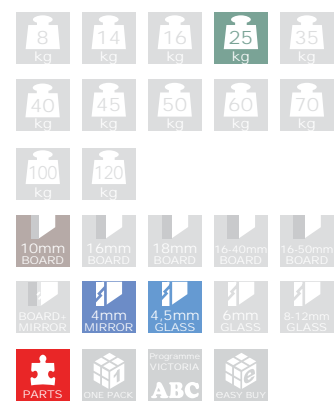 8 14 16 25 35
kg kg kg kg kg
40 45 50 60 70
kg kg kg kg kg
100 120
kg kg
10mm 16mm 18mm 16-40mm 16-50mm
BOARD BOARD BOARD BOARD BOARD
BOARD+ 4mm 4,5mm 6mm 8-12mm
MIRROR MIRROR GLASS GLASS GLASS
Programme
VICTORIA
1 e
PARTS ONE PACK ABC eASY BUY